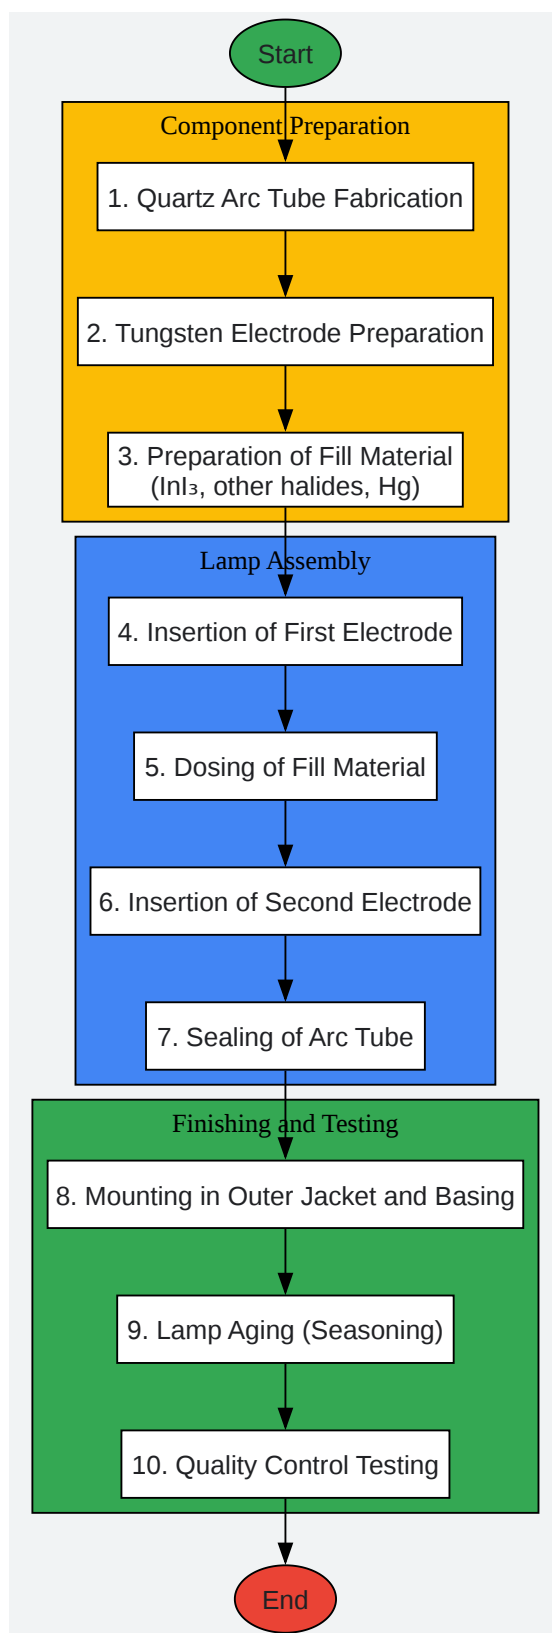 Start
Component Preparation
1. Quartz Arc Tube Fabrication
2. Tungsten Electrode Preparation
3. Preparation of Fill Material
(InI₃, other halides, Hg)
Lamp Assembly
4. Insertion of First Electrode
5. Dosing of Fill Material
6. Insertion of Second Electrode
7. Sealing of Arc Tube
Finishing and Testing
8. Mounting in Outer Jacket and Basing
9. Lamp Aging (Seasoning)
10. Quality Control Testing
End